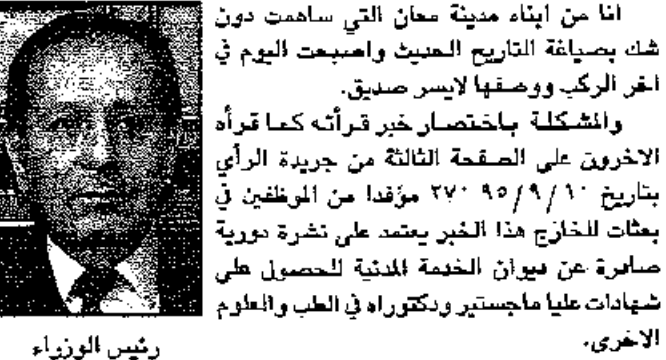 انا من ابناء مدينة معان التي ساهمت دون
شك بصياغة التاريخ الحديث واصبحت اليوم في
آخر الركب ووصفها لايسر صديق.
والمشكلة باختصار خبر قرأته كما قرأه
الاخرون على الصفحة الثالثة من جريدة الرأي
بتاريخ ٩٥/٩/١٠ ٢٧٠ مؤفدا من الموظفين في
بعثات للخارج هذا الخبر يعتمد على نشرة دورية
صادرة عن ديوان الخدمة المدنية للحصول على
شهادات عليا ماجستير ودكتوراه في الطب والعلوم
الاخرى.
رئيس الوزراء